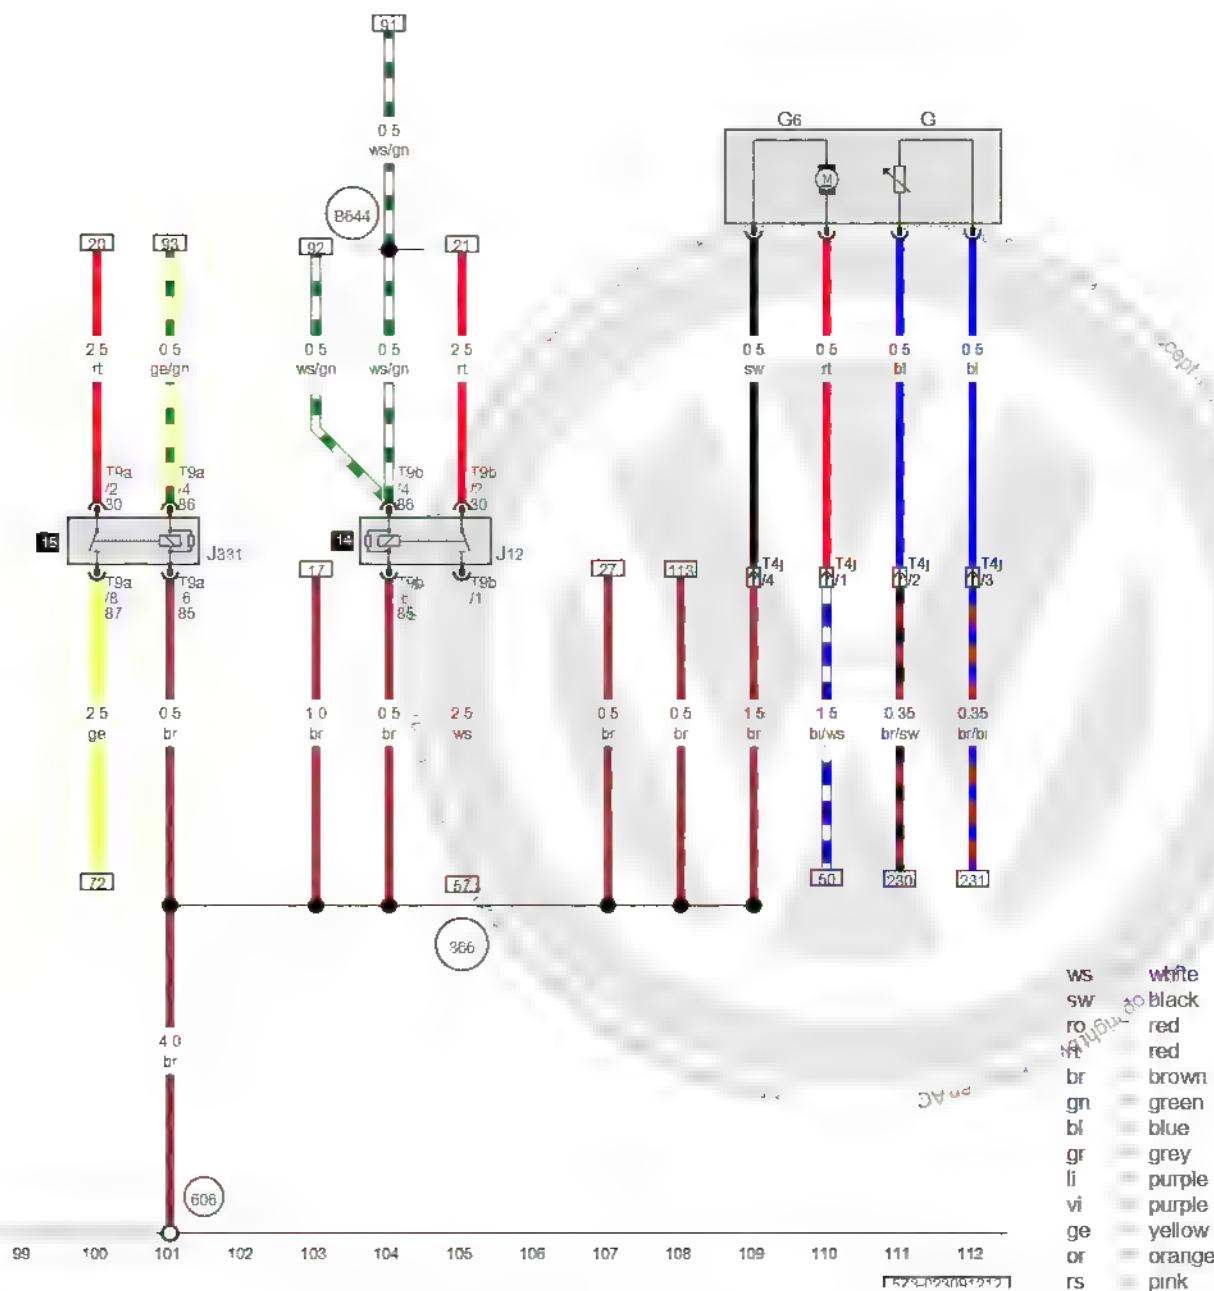 91
0 5
ws/gn
G6 G
M
B644
20 93 92 21
2 5 0 5 0 5 0 5 2 5 0 5 0 5 0 5 0 5
rt ge/gn ws/gn ws/gn rt sw rt bl bl
T9a T9a T9b T9b
/2 /4 /4 /2
30 86 86 30
15 J331 14 J12
17 27 113
T4j T4j T4j T4j
/4 /1 /2 /3
T9a T9a T9b T9b
/8 6 /1
87 85 85
2 5 0 5 1 0 0 5 2 5 0 5 0 5 1 5 1 5 0.35 0.35
ge br br br ws br br br bl/ws br/sw br/bl
72 57 50 230 231
366
4 0
br
606
99 100 101 102 103 104 105 106 107 108 109 110 111 112
ws white
sw black
ro red
rt red
br brown
gn green
bl blue
gr grey
li purple
vi purple
ge yellow
or orange
rs pink